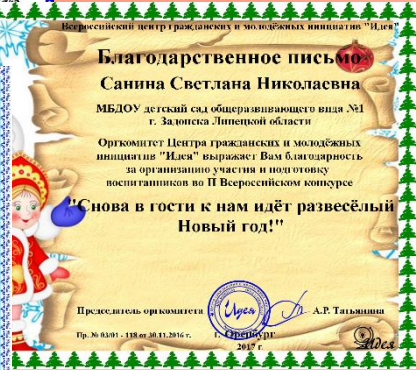 Всероссийский центр гражданских и молодёжных инициатив "Идея"
Благодарственное письмо
Санина Светлана Николаевна
МБДОУ детский сад общеразвивающего вида №1
г. Задонска Липецкой области
Оргкомитет Центра гражданских и молодёжных
инициатив "Идея" выражает Вам благодарность
за организацию участия и подготовку
воспитанников во II Всероссийском конкурсе
"Снова в гости к нам идёт развесёлый
Новый год!"
Председатель оргкомитета Идея А.Р. Татьянина
Пр. № 03/01 - 118 от 30.11.2016 г. г. Оренбург
2017 г. Идея